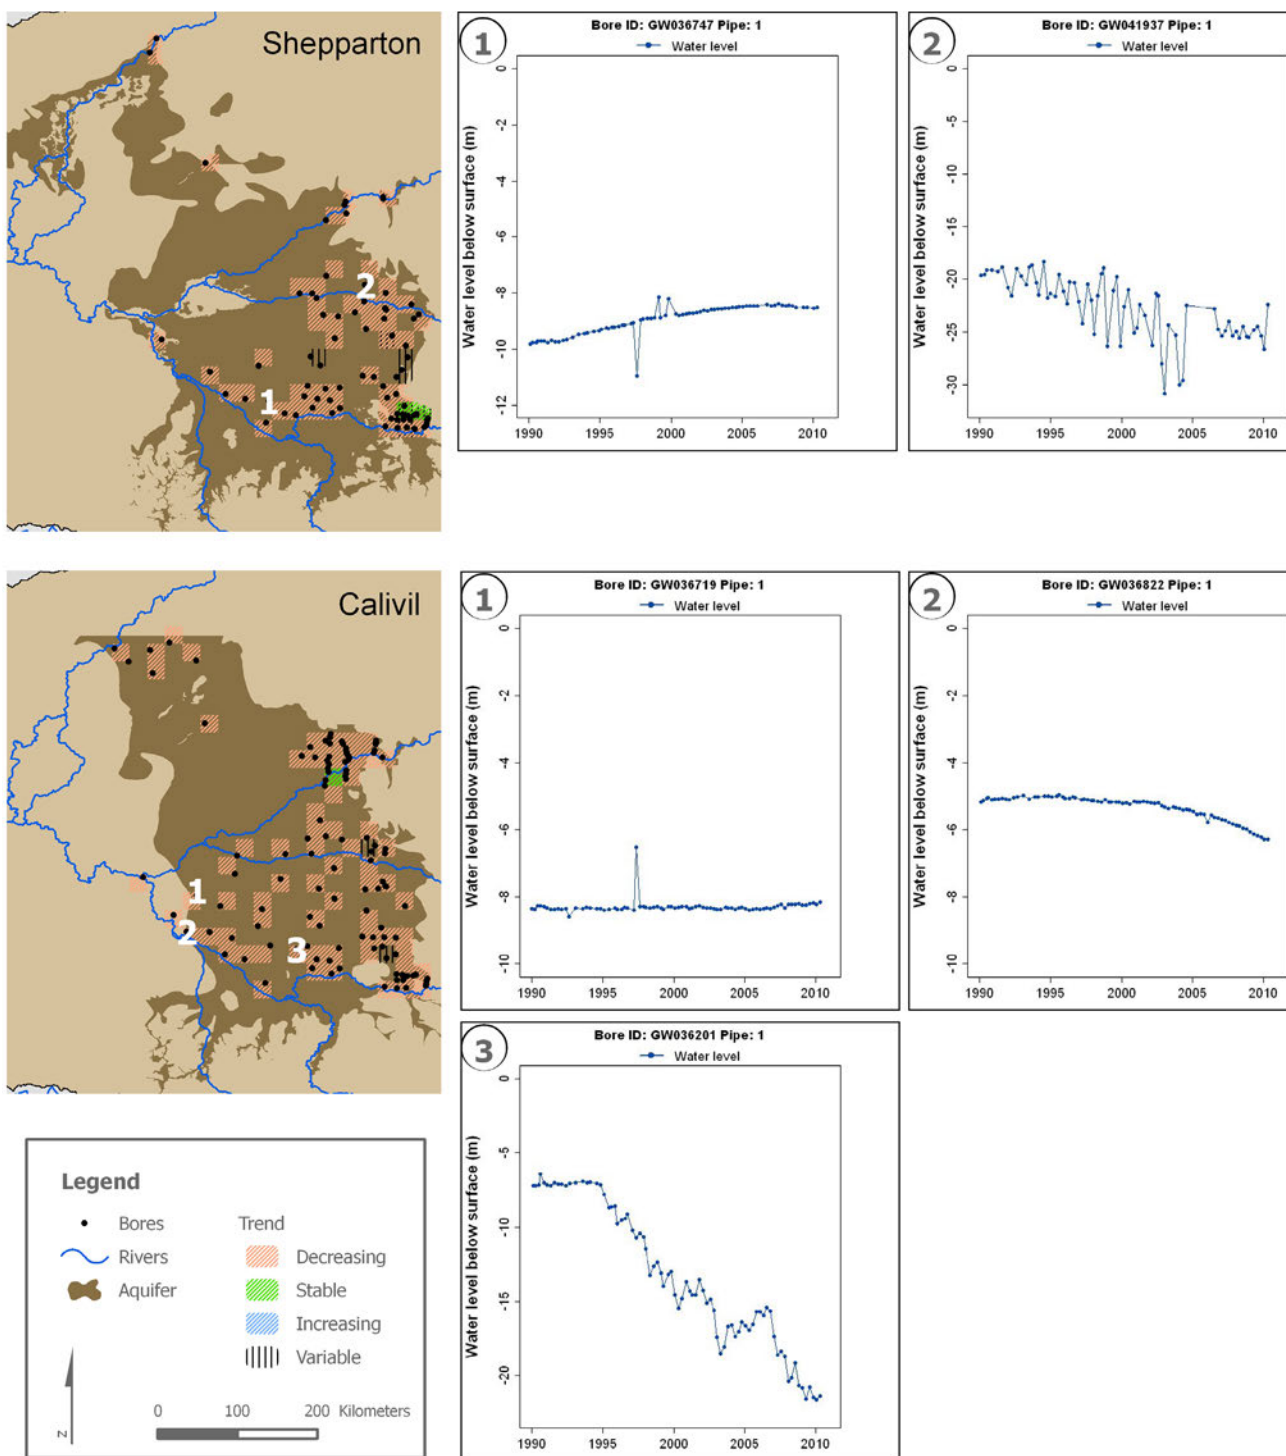 Shepparton
2
1
1
Bore ID: GW036747 Pipe: 1
Water level
Water level below surface (m)
0
-2
-4
-6
-8
-10
-12
1990
1995
2000
2005
2010
2
Bore ID: GW041937 Pipe: 1
Water level
Water level below surface (m)
0
-5
-10
-15
-20
-25
-30
1990
1995
2000
2005
2010
Calivil
1
2
3
1
Bore ID: GW036719 Pipe: 1
Water level
Water level below surface (m)
0
-2
-4
-6
-8
-10
1990
1995
2000
2005
2010
2
Bore ID: GW036822 Pipe: 1
Water level
Water level below surface (m)
0
-2
-4
-6
-8
-10
1990
1995
2000
2005
2010
3
Bore ID: GW036201 Pipe: 1
Water level
Water level below surface (m)
0
-5
-10
-15
-20
1990
1995
2000
2005
2010
Legend
Bores
Rivers
Aquifer
Trend
Decreasing
Stable
Increasing
Variable
N
0 100 200 Kilometers